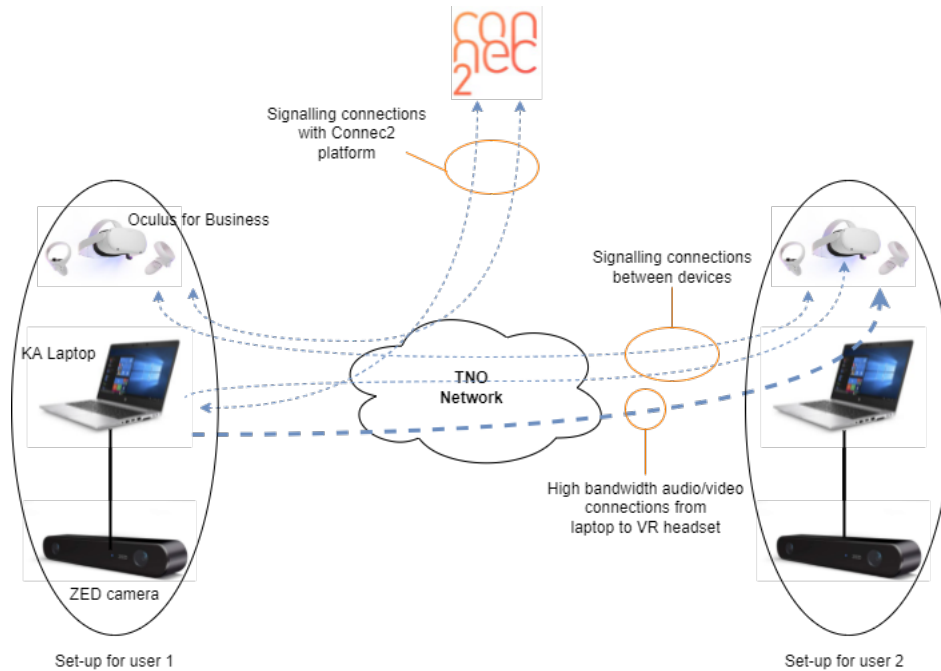 con
nec
2
Signalling connections
with Connec2
platform
Oculus for Business
Signalling connections
between devices
KA Laptop
TNO
Network
High bandwidth audio/video
connections from
laptop to VR headset
ZED camera
Set-up for user 1
Set-up for user 2